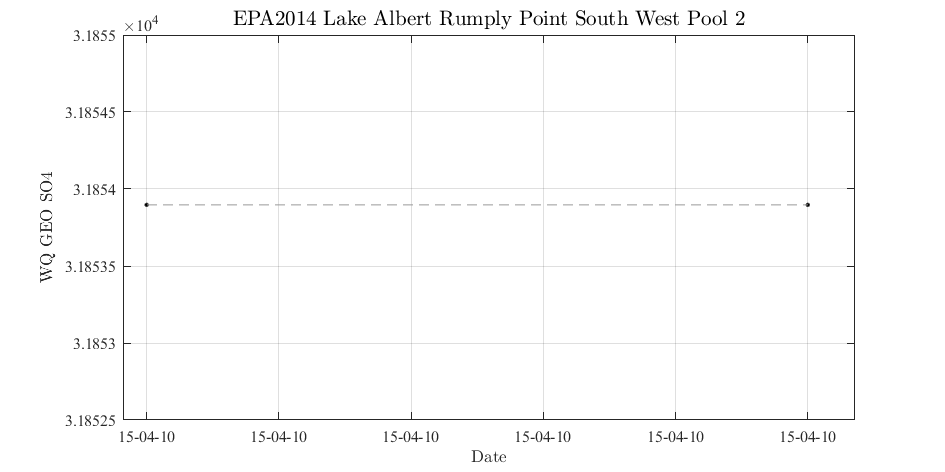 EPA2014 Lake Albert Rumply Point South West Pool 2
×10⁴
3.1855
3.18545
3.1854
3.18535
3.1853
3.18525
WQ GEO SO4
15-04-10 15-04-10 15-04-10 15-04-10 15-04-10 15-04-10
Date